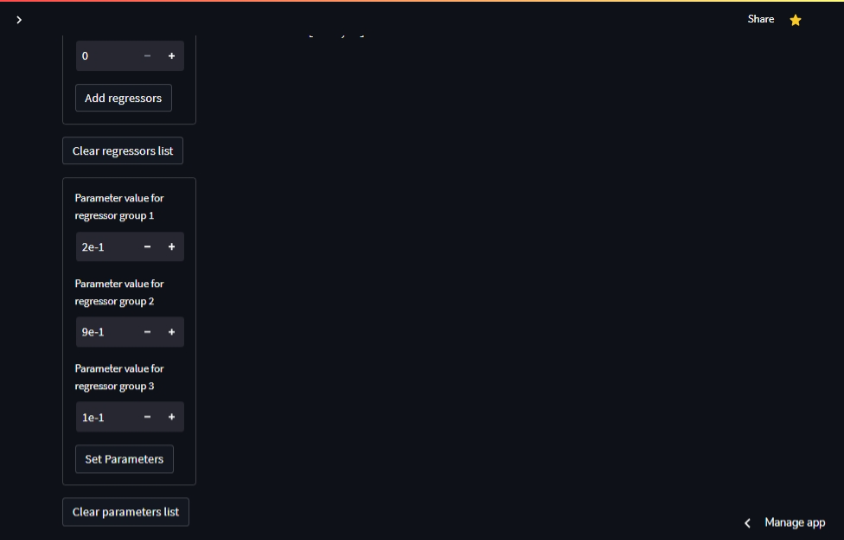 Share
0
Add regressors
Clear regressors list
Parameter value for
regressor group 1
2e-1
Parameter value for
regressor group 2
9e-1
Parameter value for
regressor group 3
1e-1
Set Parameters
Clear parameters list
Manage app